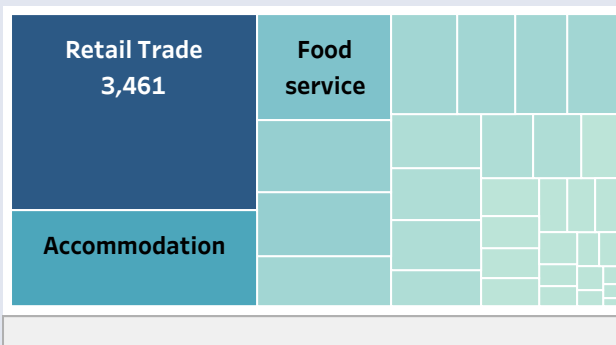 Retail Trade
3,461
Food
service
Accommodation